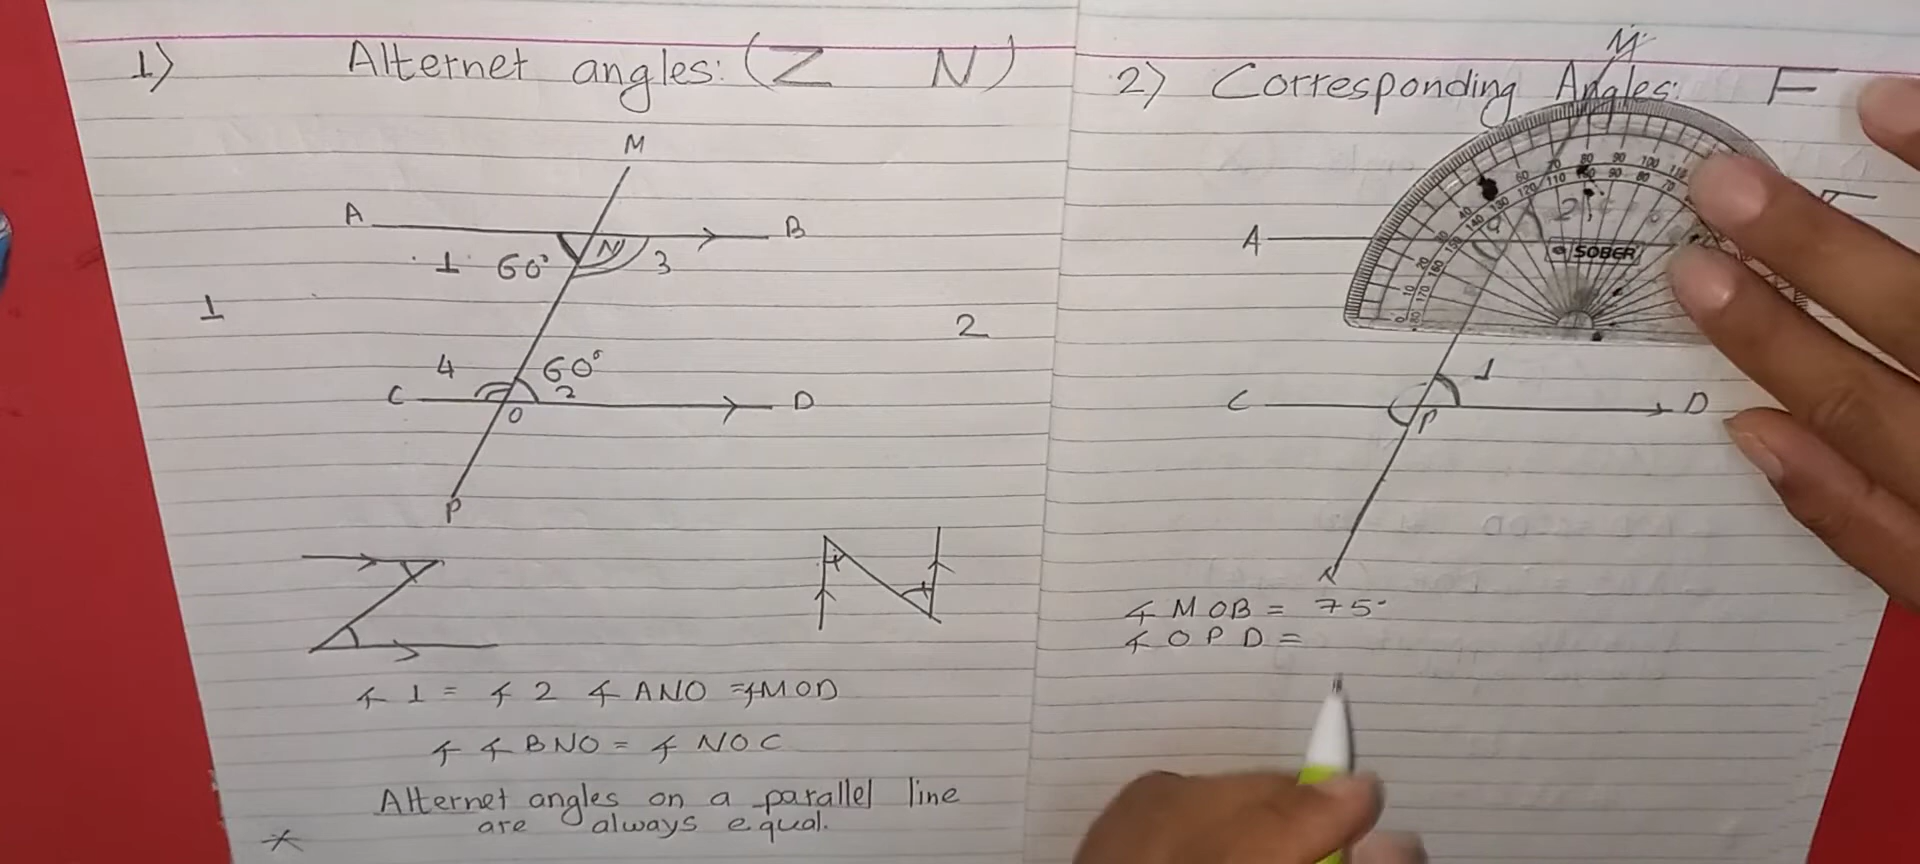 1) Alternet angles: (Z N)
M
A B
1 60° N 3
1 2
4 60°
C 2 D
O
P
∡ 1 = ∡ 2 ∡ ANO = ∡MOD
∡ ∡ BNO = ∡ NOC
Alternet angles on a parallel line
are always equal.
2) Corresponding Angles: F
M
A
SOBER
1
C P D
∡ MOB = 75°
∡ OPD =